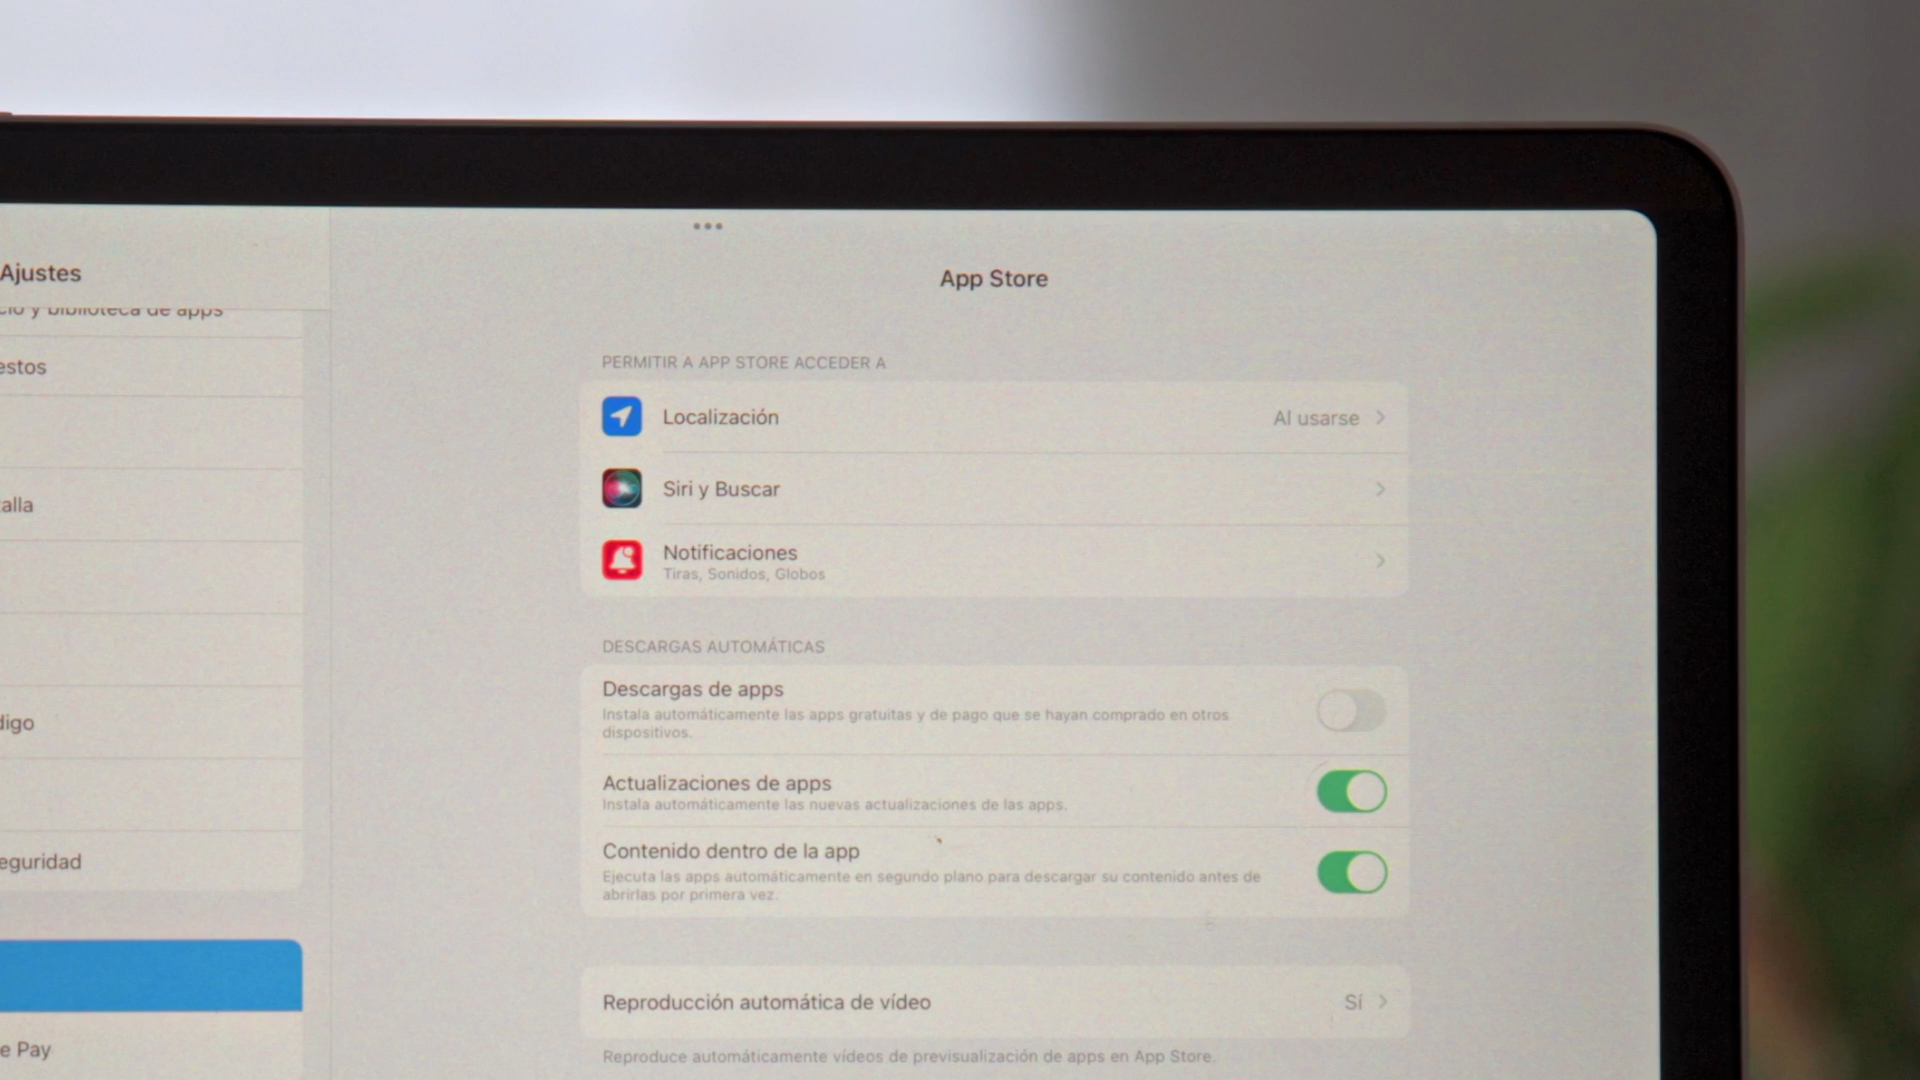 Ajustes
App Store
y biblioteca de apps
estos
alla
digo
eguridad
e Pay
PERMITIR A APP STORE ACCEDER A
Localización
Al usarse
Siri y Buscar
Notificaciones
Tiras, Sonidos, Globos
DESCARGAS AUTOMÁTICAS
Descargas de apps
Instala automáticamente las apps gratuitas y de pago que se hayan comprado en otros
dispositivos.
Actualizaciones de apps
Instala automáticamente las nuevas actualizaciones de las apps.
Contenido dentro de la app
Ejecuta las apps automáticamente en segundo plano para descargar su contenido antes de
abrirlas por primera vez.
Reproducción automática de vídeo
Sí
Reproduce automáticamente vídeos de previsualización de apps en App Store.